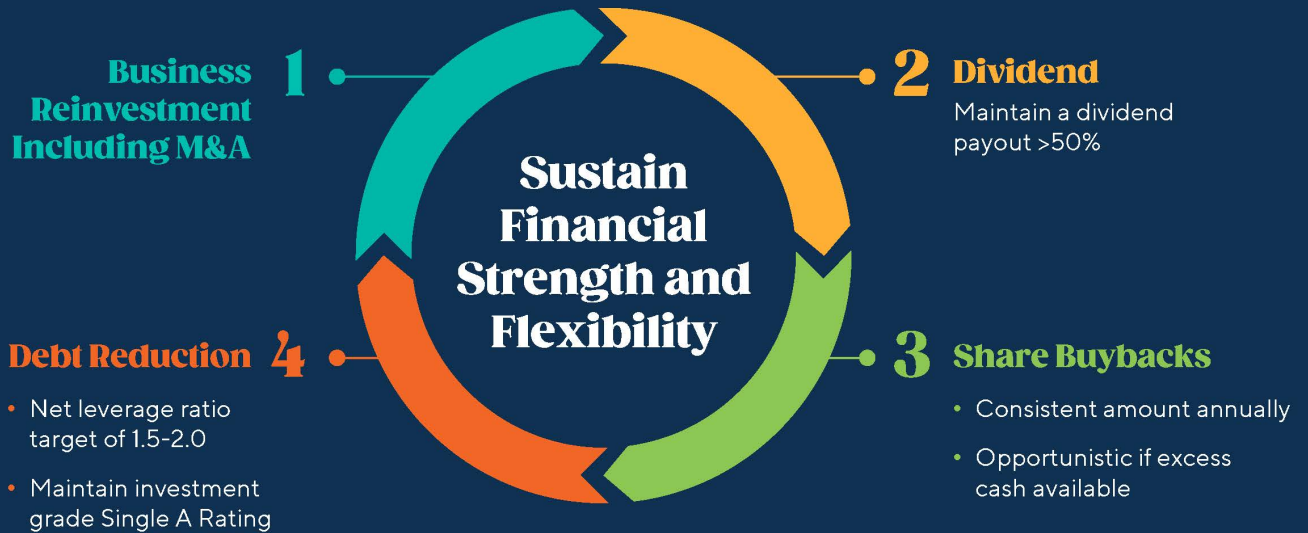 1
Business
Reinvestment
Including M&A
2
Dividend
Maintain a dividend
payout >50%
Sustain
Financial
Strength and
Flexibility
3
Share Buybacks
• Consistent amount annually
• Opportunistic if excess
cash available
4
Debt Reduction
• Net leverage ratio
target of 1.5-2.0
• Maintain investment
grade Single A Rating